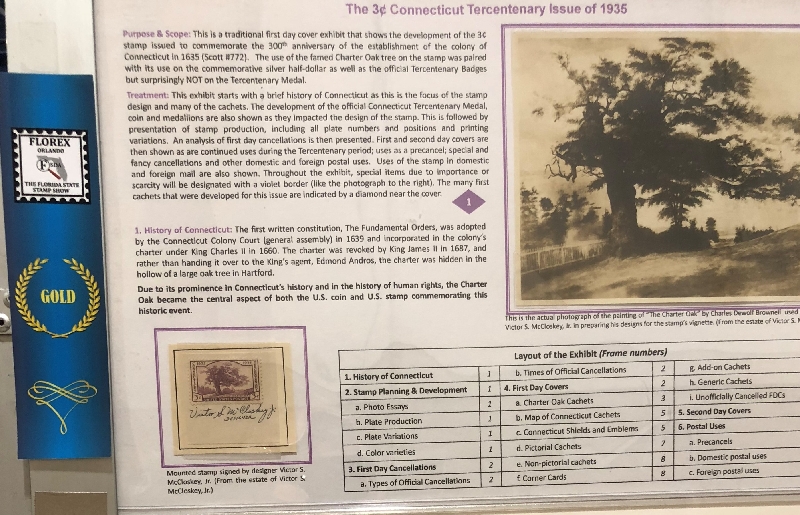 The 3¢ Connecticut Tercentenary Issue of 1935
Purpose & Scope: This is a traditional first day cover exhibit that shows the development of the 3¢
stamp issued to commemorate the 300th anniversary of the establishment of the colony of
Connecticut in 1635 (Scott #772). The use of the famed Charter Oak tree on the stamp was paired
with its use on the commemorative silver half-dollar as well as the official Tercentenary Badges
but surprisingly NOT on the Tercentenary Medal.
Treatment: This exhibit starts with a brief history of Connecticut as this is the focus of the stamp
design and many of the cachets. The development of the official Connecticut Tercentenary Medal,
coin and medallions are also shown as they impacted the design of the stamp. This is followed by
presentation of stamp production, including all plate numbers and positions and printing
variations. An analysis of first day cancellations is then presented. First and second day covers are
then shown as are continued uses during the Tercentenary period; uses as a precancel; special and
fancy cancellations and other domestic and foreign postal uses. Uses of the stamp in domestic
and foreign mail are also shown. Throughout the exhibit, special items due to importance or
scarcity will be designated with a violet border (like the photograph to the right). The many first
cachets that were developed for this issue are indicated by a diamond near the cover.
1
1. History of Connecticut: The first written constitution, The Fundamental Orders, was adopted
by the Connecticut Colony Court (general assembly) in 1639 and incorporated in the colony's
charter under King Charles II in 1660. The charter was revoked by King James II in 1687, and
rather than handing it over to the King's agent, Edmond Andros, the charter was hidden in the
hollow of a large oak tree in Hartford.
Due to its prominence in Connecticut's history and in the history of human rights, the Charter
Oak became the central aspect of both the U.S. coin and U.S. stamp commemorating this
historic event.
This is the actual photograph of the painting of "The Charter Oak" by Charles Dewolf Brownell used
Victor S. McCloskey, Jr. in preparing his designs for the stamp's vignette. (From the estate of Victor S. M
FLOREX
ORLANDO
THE FLORIDA STATE
STAMP SHOW
GOLD
Victor S. McCloskey Jr.
DESIGNER
Mounted stamp signed by designer Victor S.
McCloskey, Jr. (From the estate of Victor S.
McCloskey, Jr.)
Layout of the Exhibit (Frame numbers)
1. History of Connecticut 1
2. Stamp Planning & Development 1
a. Photo Essays 1
b. Plate Production 1
c. Plate Variations 1
d. Color varieties 1
3. First Day Cancellations 2
a. Types of Official Cancellations 2
b. Times of Official Cancellations 2
4. First Day Covers 2
a. Charter Oak Cachets 3
b. Map of Connecticut Cachets 5
c. Connecticut Shields and Emblems 5
d. Pictorial Cachets 7
e. Non-pictorial cachets 8
f. Corner Cards 8
g. Add-on Cachets
h. Generic Cachets
i. Unofficially Cancelled FDCs
5. Second Day Covers
6. Postal Uses
a. Precancels
b. Domestic postal uses
c. Foreign postal uses